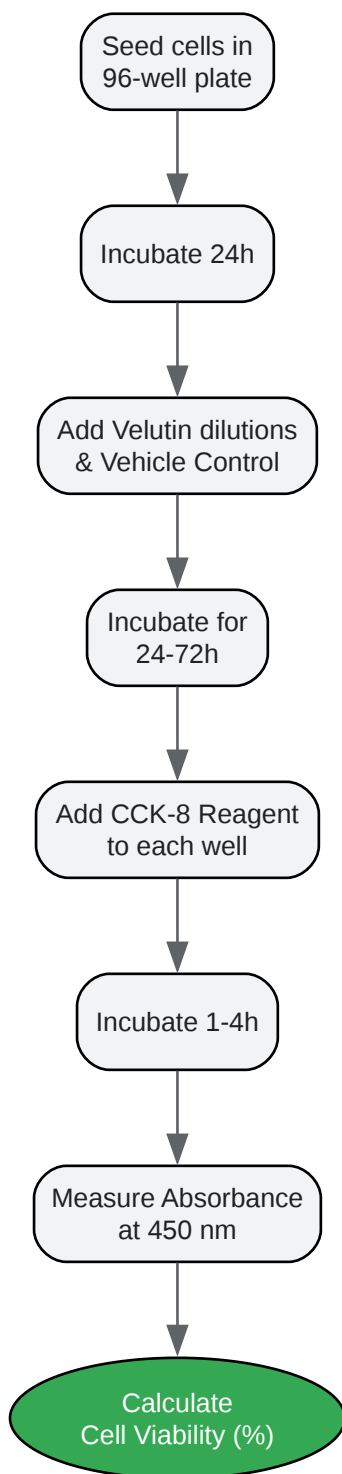 Seed cells in
96-well plate
Incubate 24h
Add Velutin dilutions
& Vehicle Control
Incubate for
24-72h
Add CCK-8 Reagent
to each well
Incubate 1-4h
Measure Absorbance
at 450 nm
Calculate
Cell Viability (%)